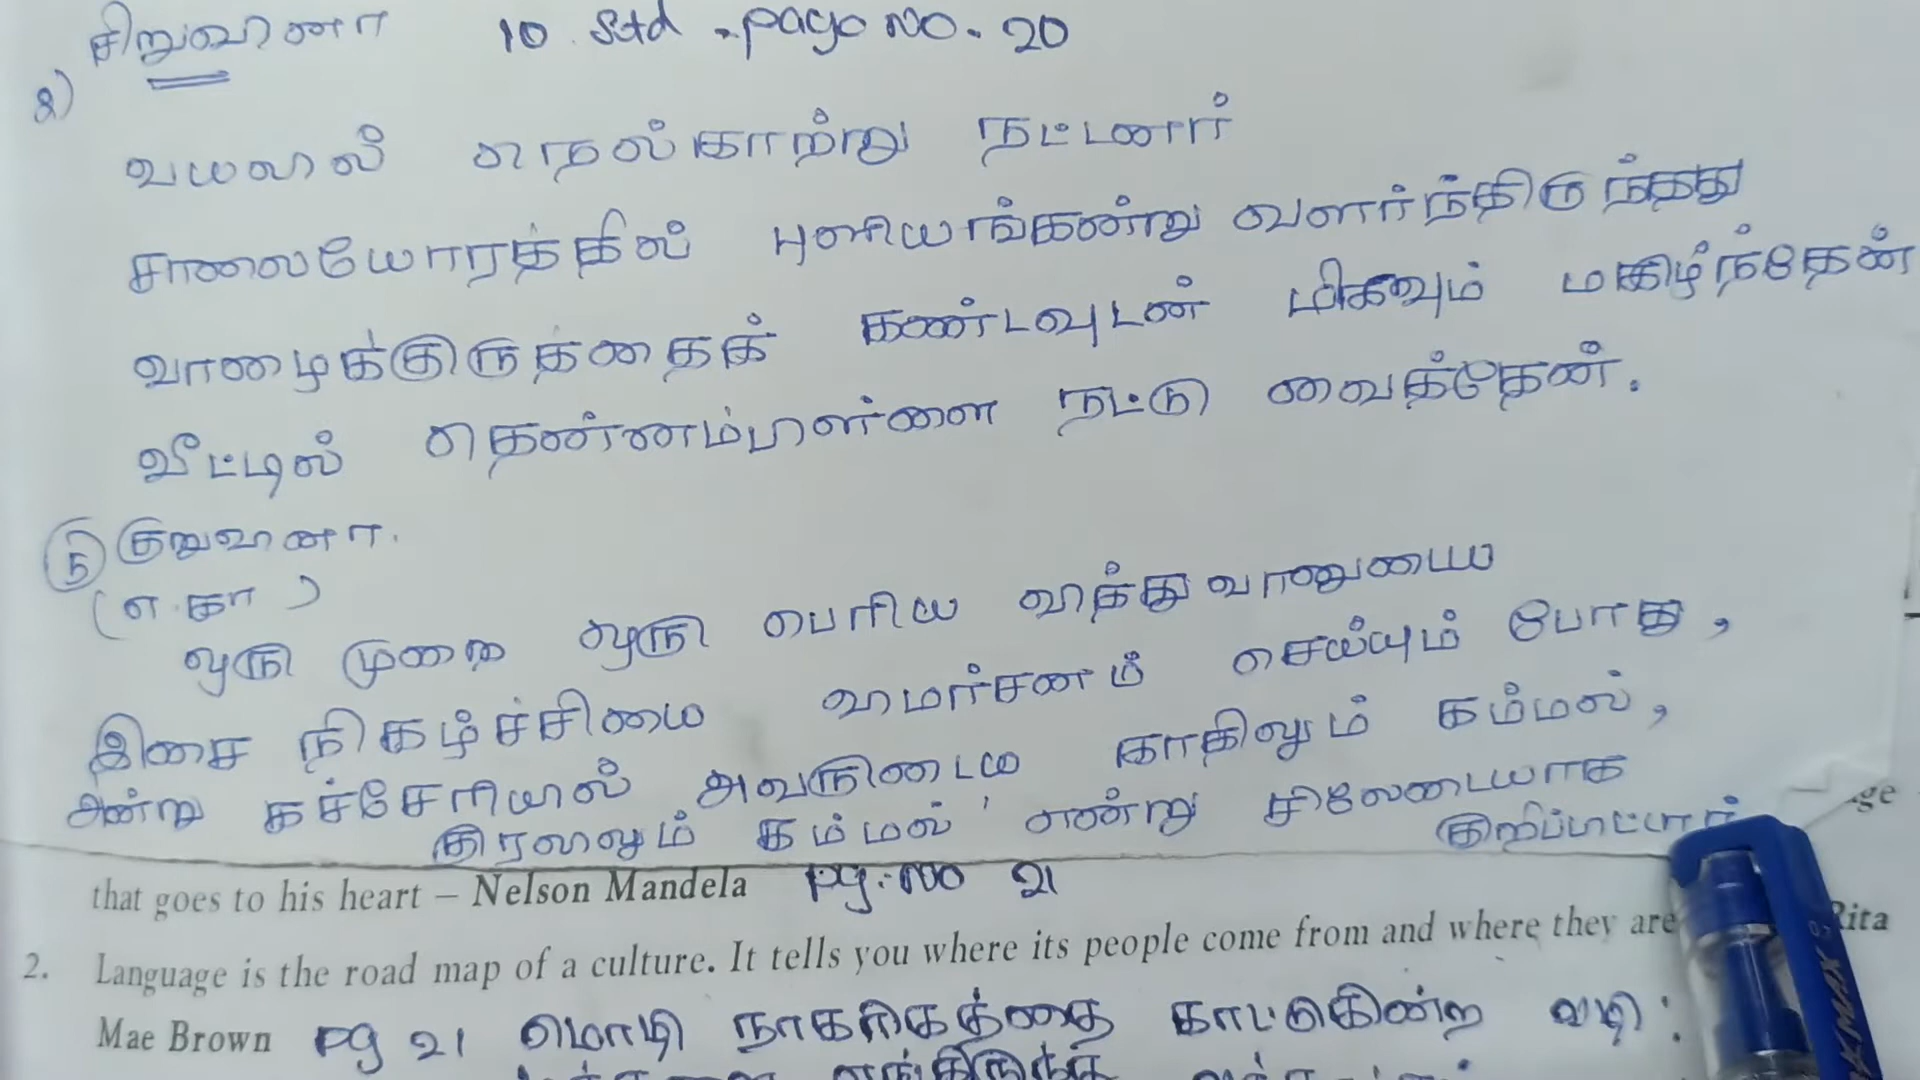 சிறுவினா 10 Std - page No. 20
2)
வயலில் நெல்காற்று நட்டனர்
சாலையோரத்தில் புளியங்கன்று வளர்ந்திருந்தது
வாழைக்குருத்தைக் கண்டவுடன் மிகவும் மகிழ்ந்தேன்
வீட்டில் தென்னம்பிள்ளை நட்டு வைத்தேன்.
5) குறுவினா.
(எ.கா)
ஒரு முறை ஒரு பெரிய வித்துவானுடைய
இசை நிகழ்ச்சியை விமர்சனம் செய்யும் போது,
அன்று கச்சேரியில் அவருடைய காதிலும் கம்மல்,
குரலிலும் கம்மல்' என்று சிலேடையாக
குறிப்பிட்டார்
that goes to his heart – Nelson Mandela pg: No 21
2. Language is the road map of a culture. It tells you where its people come from and where they are Rita
Mae Brown pg 21 மொழி நாகரிகத்தை காட்டுகின்ற வழி: